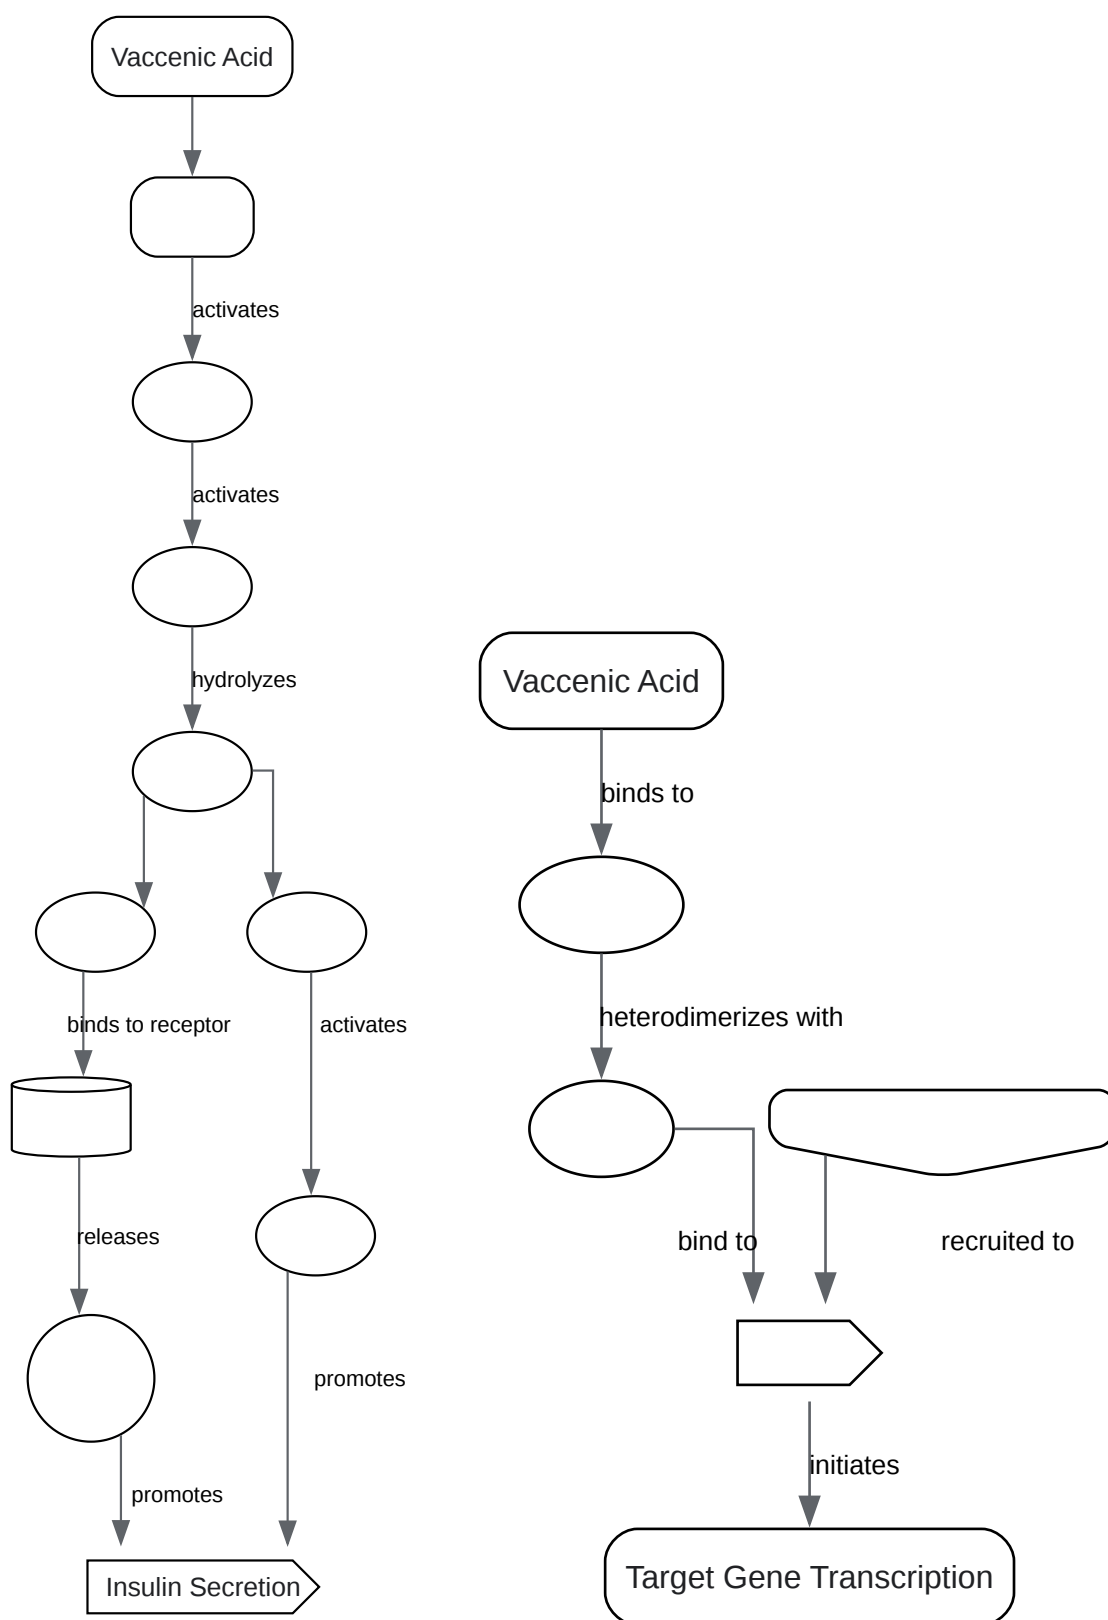 Vaccenic Acid
activates
activates
hydrolyzes
binds to receptor
activates
releases
promotes
promotes
Insulin Secretion
Vaccenic Acid
binds to
heterodimerizes with
bind to
recruited to
initiates
Target Gene Transcription